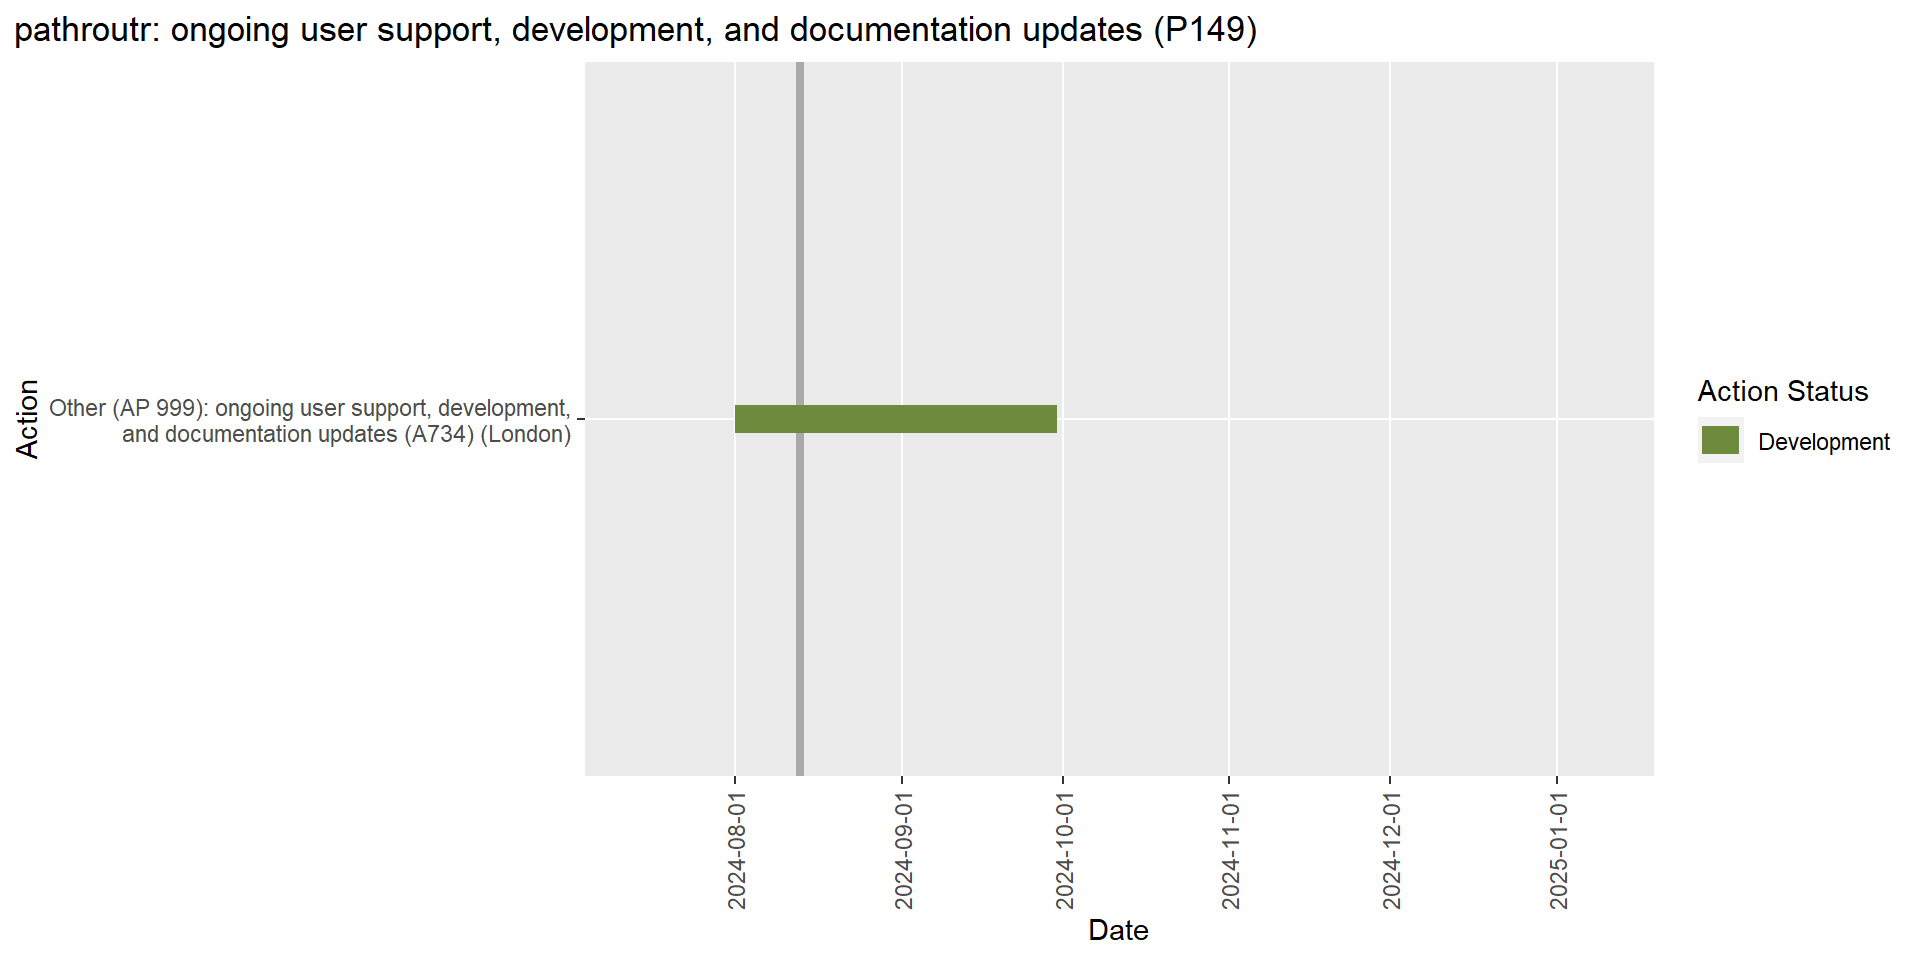 pathroutr: ongoing user support, development, and documentation updates (P149)
Action
Other (AP 999): ongoing user support, development,
and documentation updates (A734) (London)
Action Status
Development
2024-08-01
2024-09-01
2024-10-01
2024-11-01
2024-12-01
2025-01-01
Date